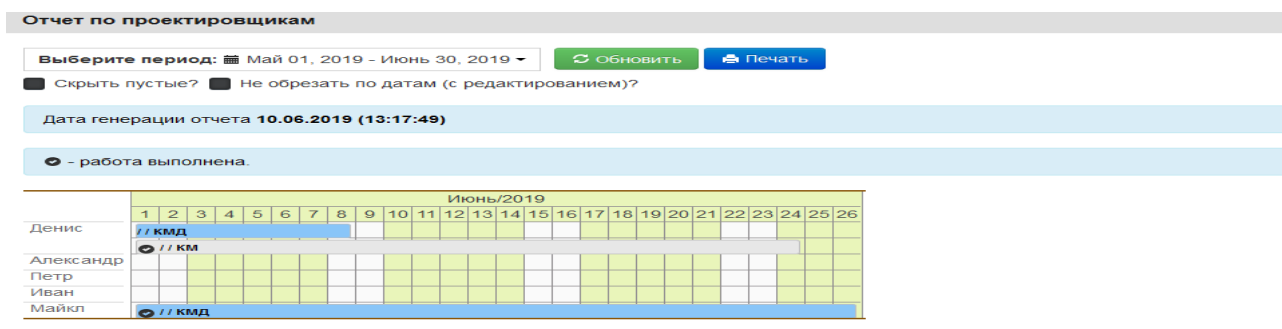 Отчет по проектировщикам
Выберите период: Май 01, 2019 - Июнь 30, 2019 Обновить Печать
Скрыть пустые? Не обрезать по датам (с редактированием)?
Дата генерации отчета 10.06.2019 (13:17:49)
- работа выполнена.
Июнь/2019
1 2 3 4 5 6 7 8 9 10 11 12 13 14 15 16 17 18 19 20 21 22 23 24 25 26
Денис / / КМД
/ / КМ
Александр
Петр
Иван
Майкл / / КМД